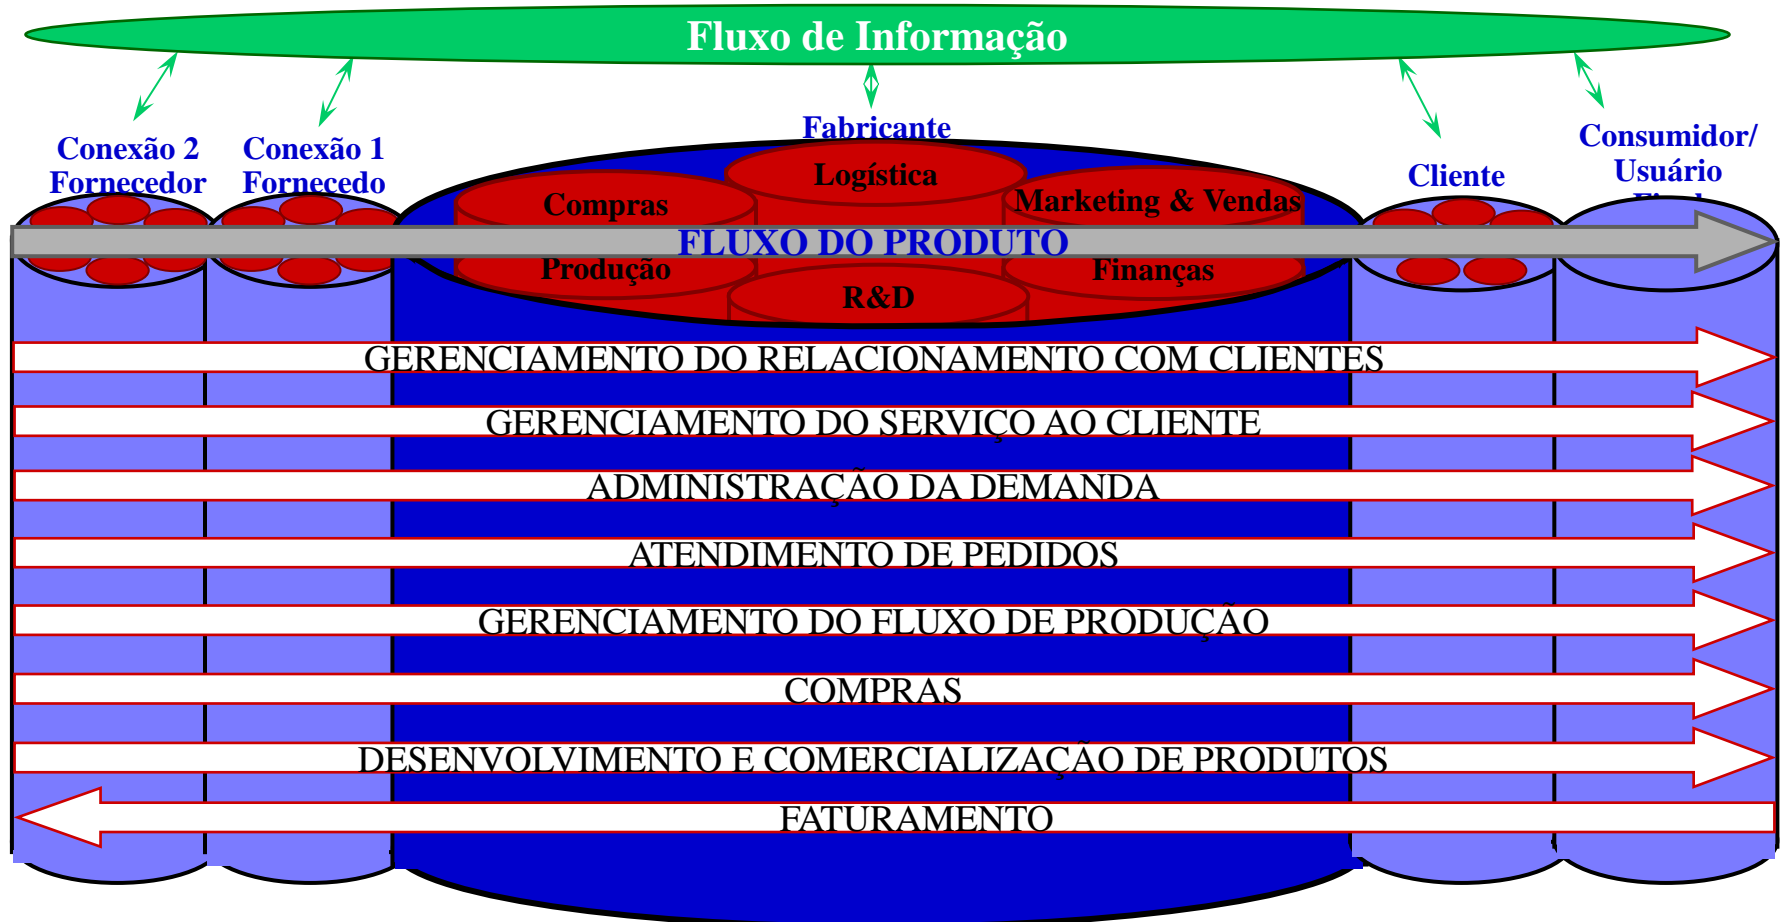 Fluxo de Informação
Conexão 2
Fornecedor
Conexão 1
Fornecedo
Fabricante
Cliente
Consumidor/
Usuário
Logística
Compras
Marketing & Vendas
FLUXO DO PRODUTO
Produção
Finanças
R&D
GERENCIAMENTO DO RELACIONAMENTO COM CLIENTES
GERENCIAMENTO DO SERVIÇO AO CLIENTE
ADMINISTRAÇÃO DA DEMANDA
ATENDIMENTO DE PEDIDOS
GERENCIAMENTO DO FLUXO DE PRODUÇÃO
COMPRAS
DESENVOLVIMENTO E COMERCIALIZAÇÃO DE PRODUTOS
FATURAMENTO